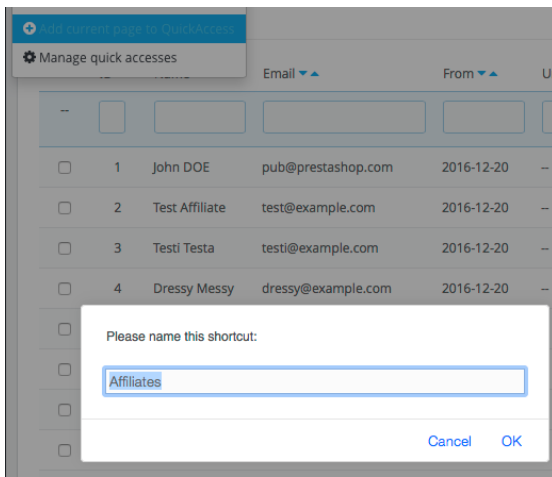 Add current page to QuickAccess
Manage quick accesses
Email From U
--
1 John DOE pub@prestashop.com 2016-12-20 --
2 Test Affiliate test@example.com 2016-12-20 --
3 Testi Testa testi@example.com 2016-12-20 --
4 Dressy Messy dressy@example.com 2016-12-20 --
Please name this shortcut:
Affiliates
Cancel OK